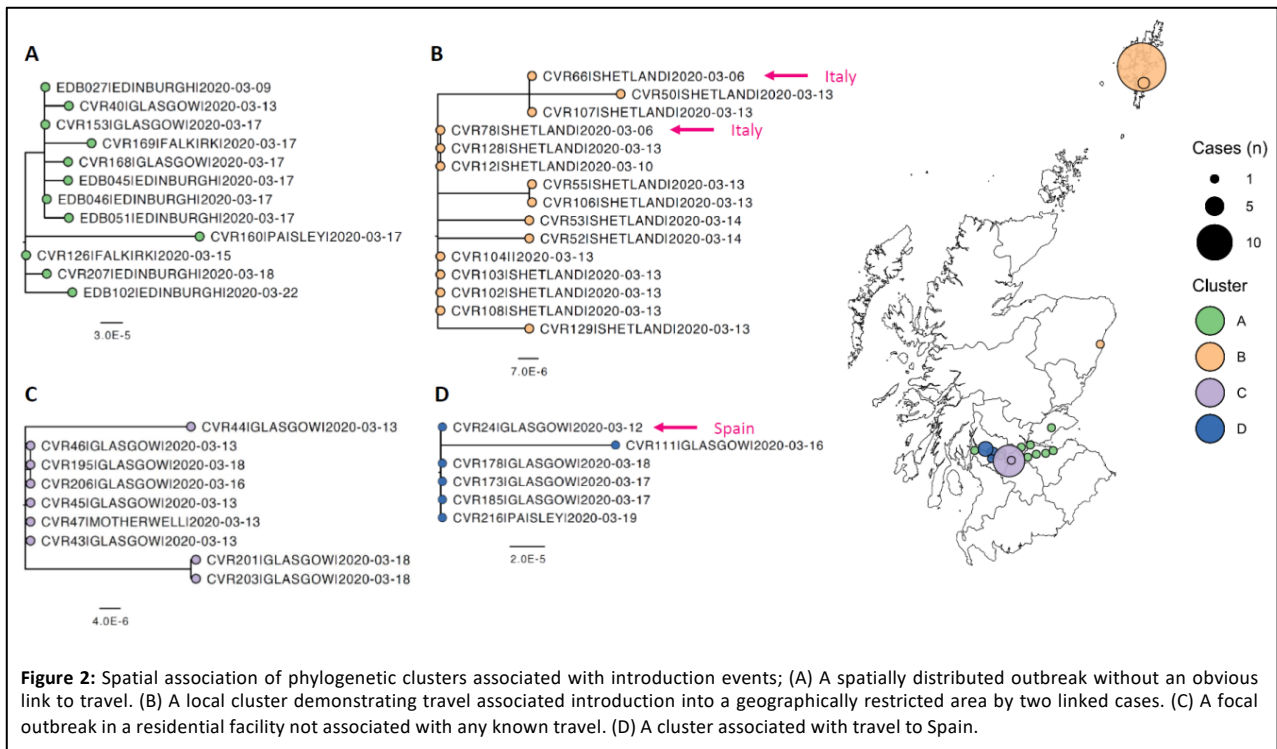 A
EDB027|EDINBURGH|2020-03-09
CVR40|GLASGOW|2020-03-13
CVR153|GLASGOW|2020-03-17
CVR169|FALKIRK|2020-03-17
CVR168|GLASGOW|2020-03-17
EDB045|EDINBURGH|2020-03-17
EDB046|EDINBURGH|2020-03-17
EDB051|EDINBURGH|2020-03-17
CVR160|PAISLEY|2020-03-17
CVR126|FALKIRK|2020-03-15
CVR207|EDINBURGH|2020-03-18
EDB102|EDINBURGH|2020-03-22
3.0E-5
B
CVR66|SHETLAND|2020-03-06 Italy
CVR50|SHETLAND|2020-03-13
CVR107|SHETLAND|2020-03-13
CVR78|SHETLAND|2020-03-06 Italy
CVR128|SHETLAND|2020-03-13
CVR12|SHETLAND|2020-03-10
CVR55|SHETLAND|2020-03-13
CVR106|SHETLAND|2020-03-13
CVR53|SHETLAND|2020-03-14
CVR52|SHETLAND|2020-03-14
CVR104||2020-03-13
CVR103|SHETLAND|2020-03-13
CVR102|SHETLAND|2020-03-13
CVR108|SHETLAND|2020-03-13
CVR129|SHETLAND|2020-03-13
7.0E-6
C
CVR44|GLASGOW|2020-03-13
CVR46|GLASGOW|2020-03-13
CVR195|GLASGOW|2020-03-18
CVR206|GLASGOW|2020-03-16
CVR45|GLASGOW|2020-03-13
CVR47|MOTHERWELL|2020-03-13
CVR43|GLASGOW|2020-03-13
CVR201|GLASGOW|2020-03-18
CVR203|GLASGOW|2020-03-18
4.0E-6
D
CVR24|GLASGOW|2020-03-12 Spain
CVR111|GLASGOW|2020-03-16
CVR178|GLASGOW|2020-03-18
CVR173|GLASGOW|2020-03-17
CVR185|GLASGOW|2020-03-17
CVR216|PAISLEY|2020-03-19
2.0E-5
Cases (n)
1
5
10
Cluster
A
B
C
D
Figure 2: Spatial association of phylogenetic clusters associated with introduction events; (A) A spatially distributed outbreak without an obvious
link to travel. (B) A local cluster demonstrating travel associated introduction into a geographically restricted area by two linked cases. (C) A focal
outbreak in a residential facility not associated with any known travel. (D) A cluster associated with travel to Spain.